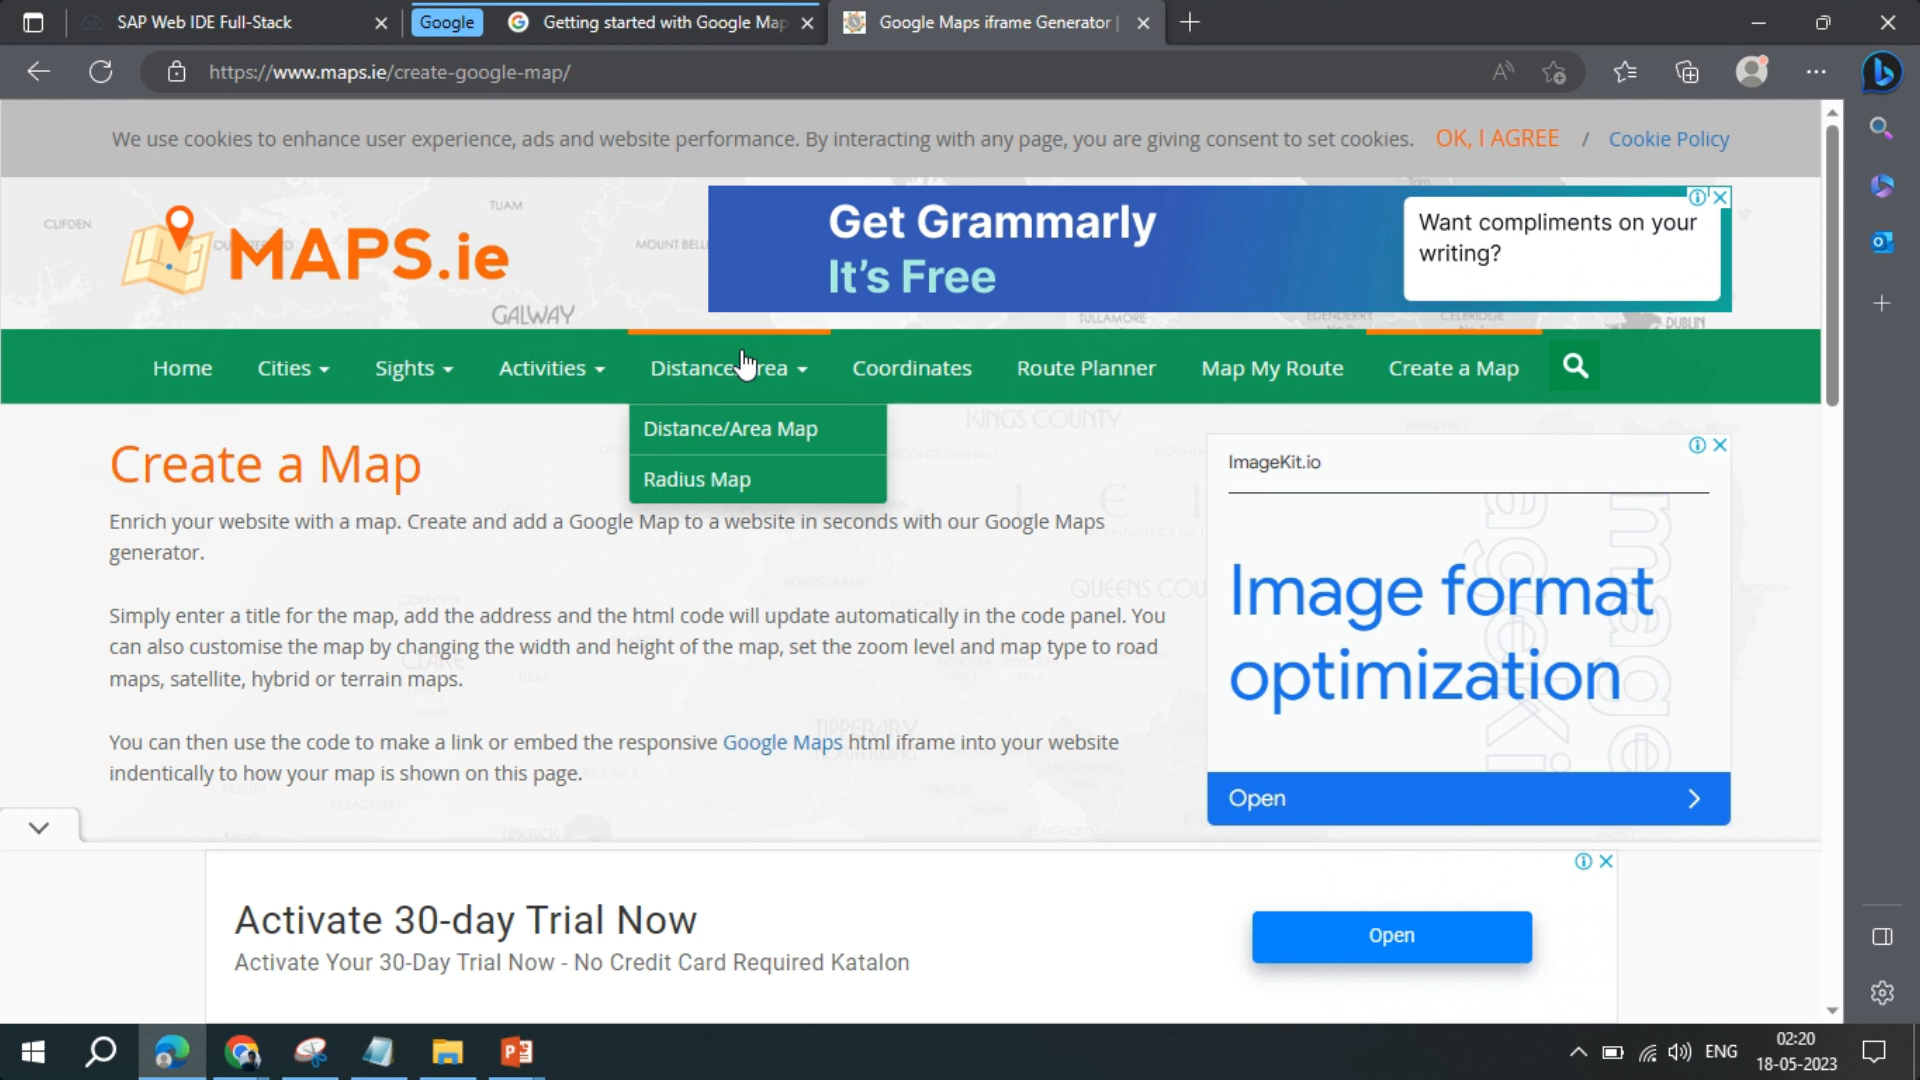 SAP Web IDE Full-Stack
Google
Getting started with Google Map
Google Maps iframe Generator |
https://www.maps.ie/create-google-map/
We use cookies to enhance user experience, ads and website performance. By interacting with any page, you are giving consent to set cookies. OK, I AGREE / Cookie Policy
MAPS.ie
CLIFDEN
TUAM
MOUNT BELL
GALWAY
Get Grammarly
It's Free
Want compliments on your
writing?
TULLAMORE
EDENDERRY
CELBRIDGE
DUBLIN
Home
Cities
Sights
Activities
Distance rea
Coordinates
Route Planner
Map My Route
Create a Map
Distance/Area Map
Radius Map
KINGS COUNTY
Create a Map
Enrich your website with a map. Create and add a Google Map to a website in seconds with our Google Maps
generator.
QUEENS COU
Simply enter a title for the map, add the address and the html code will update automatically in the code panel. You
can also customise the map by changing the width and height of the map, set the zoom level and map type to road
maps, satellite, hybrid or terrain maps.
CLARE
TULLA
ENNIS
TIPPERARY
You can then use the code to make a link or embed the responsive Google Maps html iframe into your website
indentically to how your map is shown on this page.
LIMERICK
ImageKit.io
Image format
optimization
Open
Activate 30-day Trial Now
Activate Your 30-Day Trial Now - No Credit Card Required Katalon
Open
ENG
02:20
18-05-2023